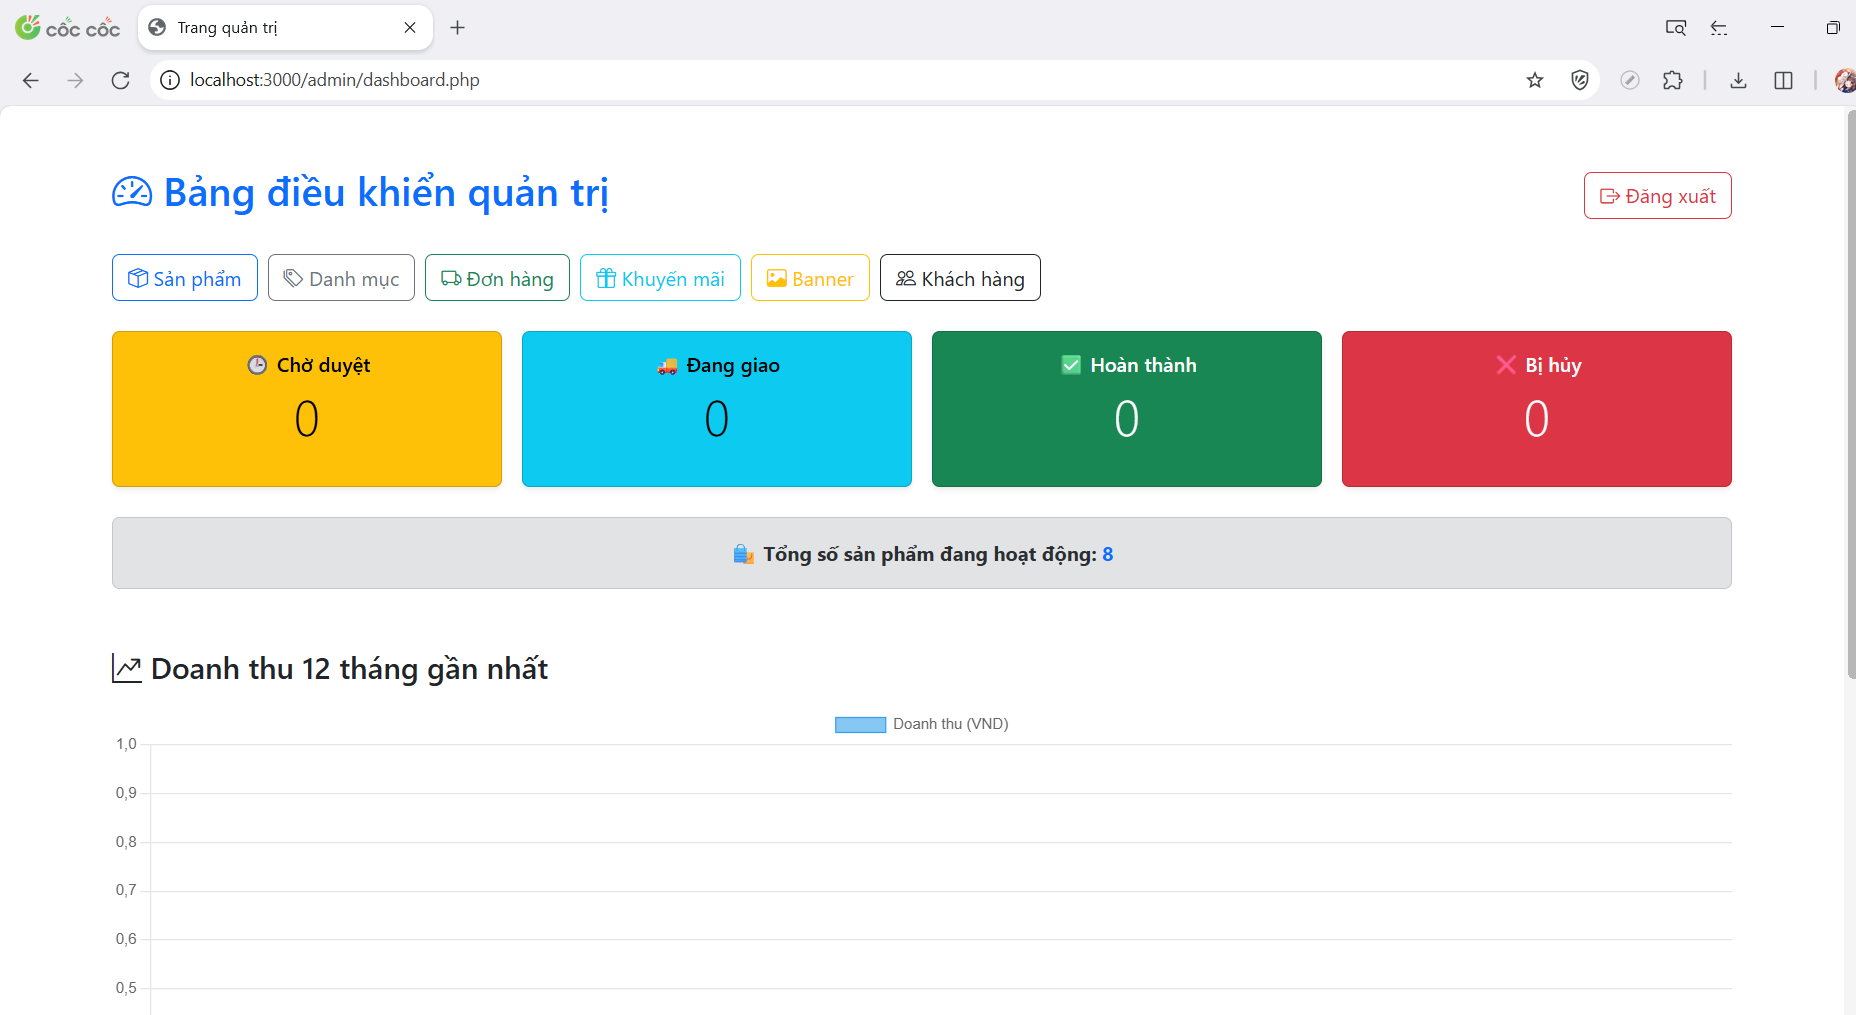 cốc cốc
Trang quản trị
localhost:3000/admin/dashboard.php
Bảng điều khiển quản trị
Đăng xuất
Sản phẩm
Danh mục
Đơn hàng
Khuyến mãi
Banner
Khách hàng
Chờ duyệt
0
Đang giao
0
Hoàn thành
0
Bị hủy
0
Tổng số sản phẩm đang hoạt động: 8
Doanh thu 12 tháng gần nhất
Doanh thu (VND)
1,0
0,9
0,8
0,7
0,6
0,5